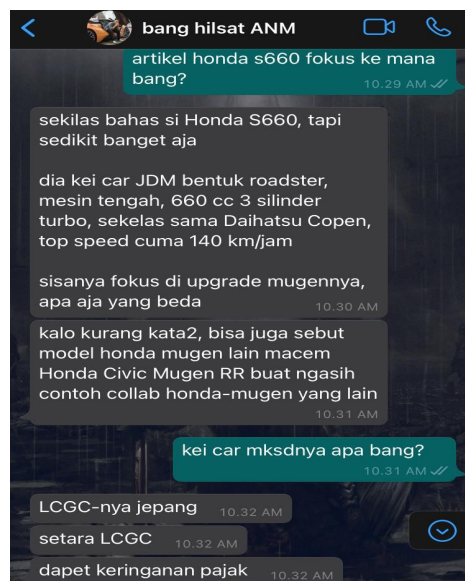 bang hilsat ANM
artikel honda s660 fokus ke mana
bang?
10.29 AM
sekilas bahas si Honda S660, tapi
sedikit banget aja
dia kei car JDM bentuk roadster,
mesin tengah, 660 cc 3 silinder
turbo, sekelas sama Daihatsu Copen,
top speed cuma 140 km/jam
sisanya fokus di upgrade mugennya,
apa aja yang beda
10.30 AM
kalo kurang kata2, bisa juga sebut
model honda mugen lain macem
Honda Civic Mugen RR buat ngasih
contoh collab honda-mugen yang lain
10.31 AM
kei car mksdnya apa bang?
10.31 AM
LCGC-nya jepang 10.32 AM
setara LCGC 10.32 AM
dapet keringanan pajak 10.32 AM